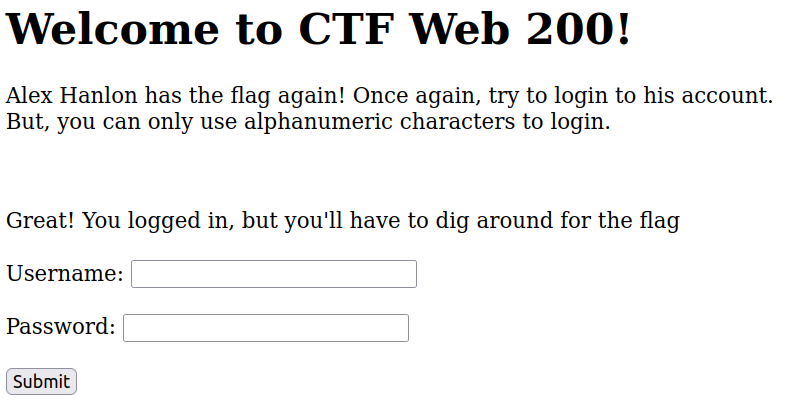 Welcome to CTF Web 200!
Alex Hanlon has the flag again! Once again, try to login to his account.
But, you can only use alphanumeric characters to login.
Great! You logged in, but you'll have to dig around for the flag
Username:
Password:
Submit